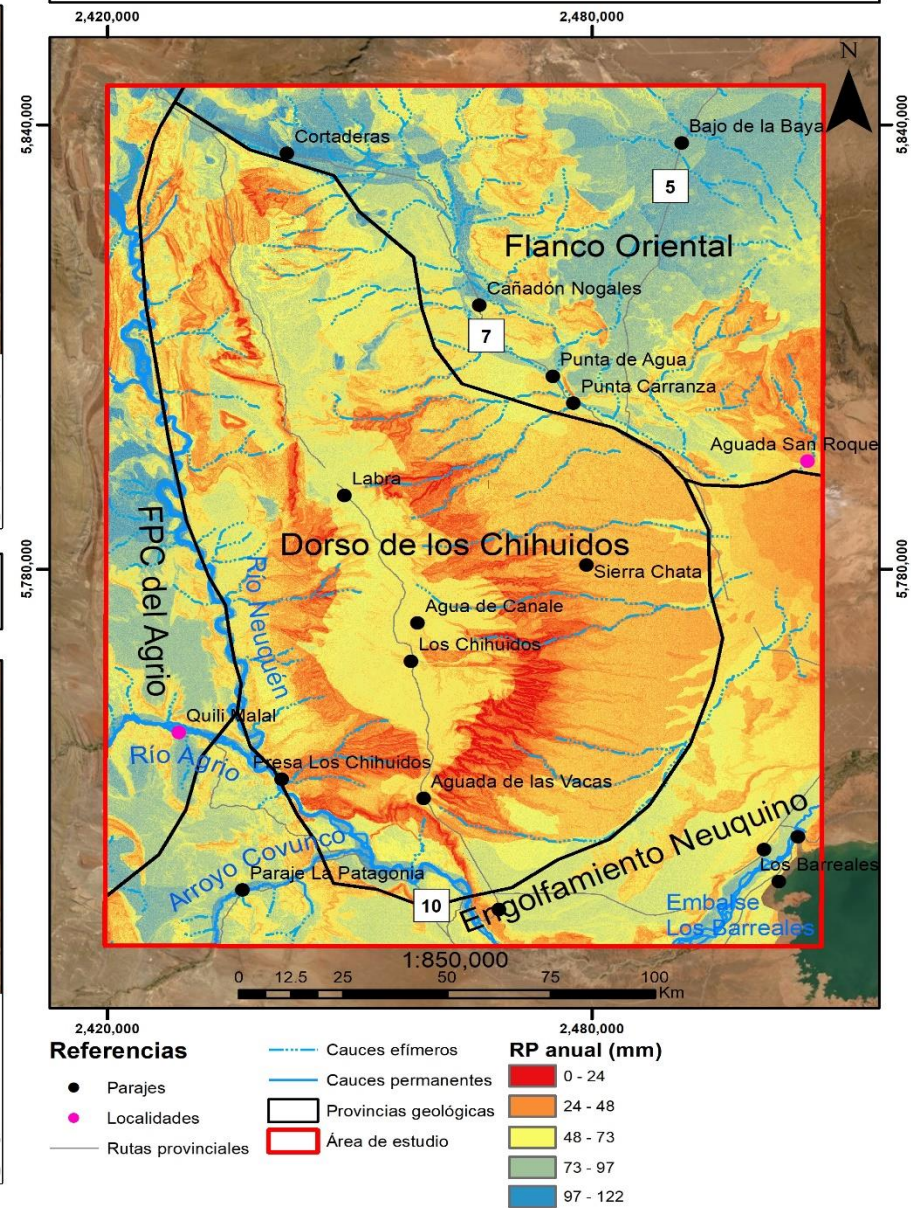 2,420,000
2,480,000
N
5,840,000
5,840,000
Cortaderas
Bajo de la Baya
5
Flanco Oriental
Cañadón Nogales
7
Punta de Agua
Punta Carranza
Aguada San Roque
Labra
FPC del Agrio
Dorso de los Chihuidos
5,780,000
5,780,000
Sierra Chata
Río Neuquén
Agua de Canale
Los Chihuidos
Quili Malal
Río Agrio
Presa Los Chihuidos
Aguada de las Vacas
Engolfamiento Neuquino
Arroyo Covunco
Los Barreales
Paraje La Patagonia
10
Embalse
Los Barreales
1:850,000
0 12.5 25 50 75 100
Km
2,420,000
2,480,000
Referencias
Parajes
Localidades
Rutas provinciales
Cauces efímeros
Cauces permanentes
Provincias geológicas
Área de estudio
RP anual (mm)
0 - 24
24 - 48
48 - 73
73 - 97
97 - 122